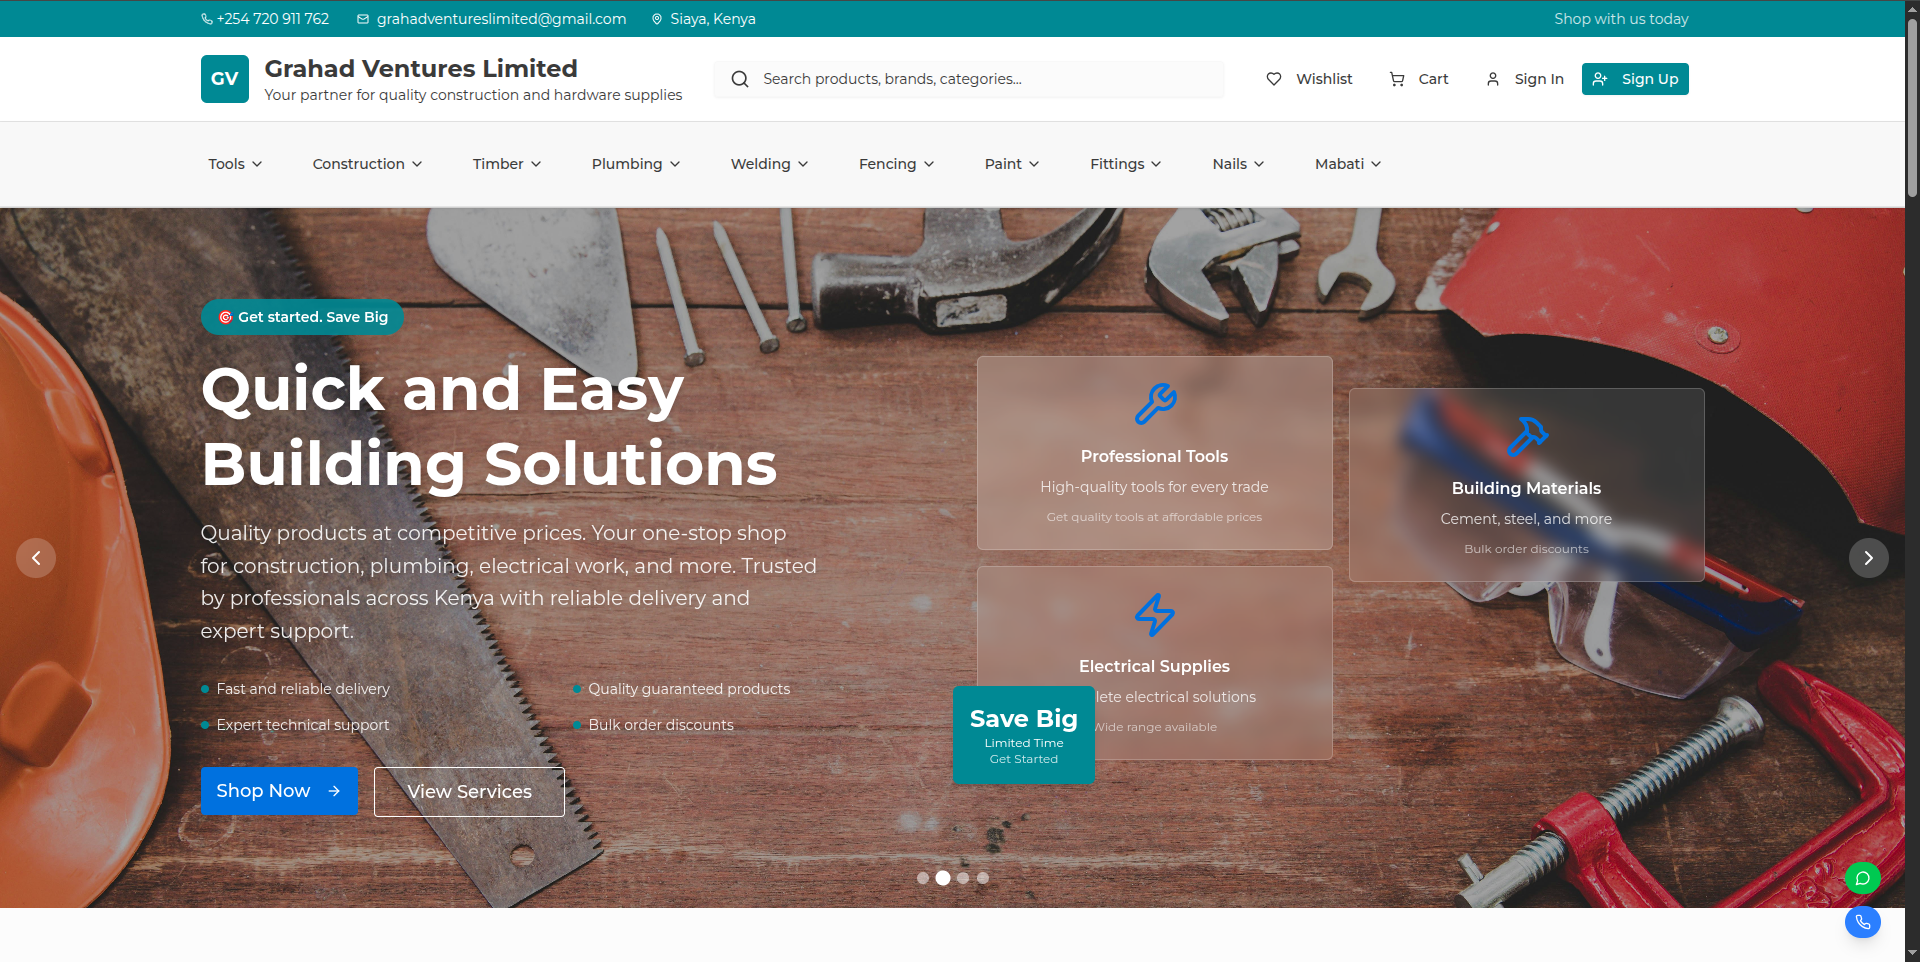 +254 720 911 762
grahadventureslimited@gmail.com
Siaya, Kenya
Shop with us today
GV
Grahad Ventures Limited
Your partner for quality construction and hardware supplies
Search products, brands, categories...
Wishlist
Cart
Sign In
Sign Up
Tools
Construction
Timber
Plumbing
Welding
Fencing
Paint
Fittings
Nails
Mabati
🎯 Get started. Save Big
Quick and Easy
Building Solutions
Quality products at competitive prices. Your one-stop shop
for construction, plumbing, electrical work, and more. Trusted
by professionals across Kenya with reliable delivery and
expert support.
Fast and reliable delivery
Quality guaranteed products
Expert technical support
Bulk order discounts
Shop Now
View Services
Professional Tools
High-quality tools for every trade
Get quality tools at affordable prices
Building Materials
Cement, steel, and more
Bulk order discounts
Electrical Supplies
electrical solutions
Wide range available
Save Big
Limited Time
Get Started